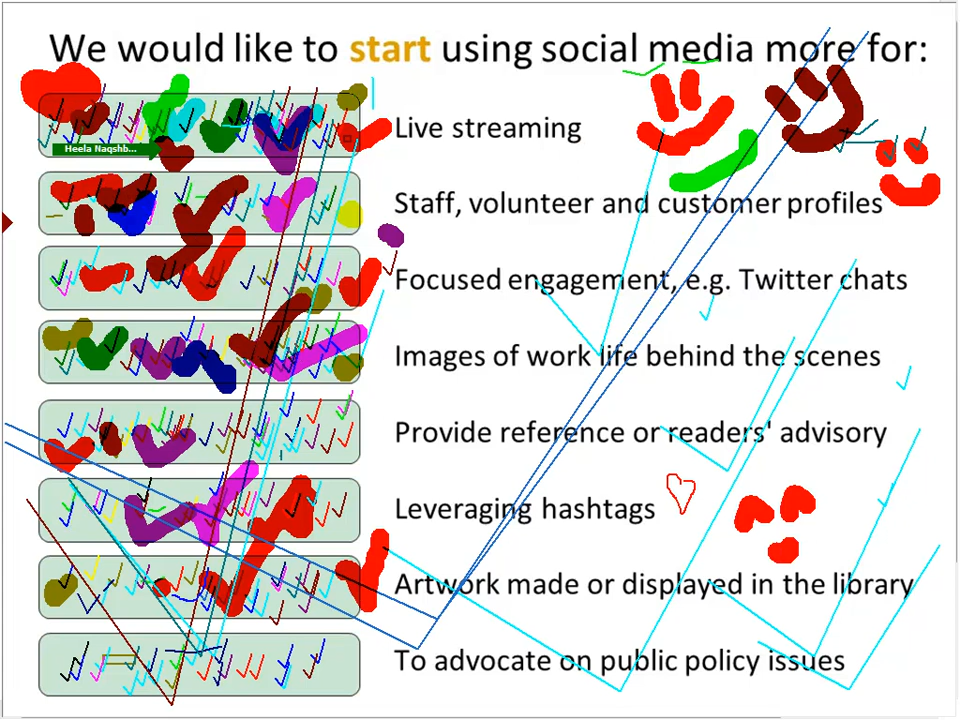 We would like to start using social media more for:
Live streaming
Heela Naqshb...
Staff, volunteer and customer profiles
Focused engagement, e.g. Twitter chats
Images of work life behind the scenes
Provide reference or readers' advisory
Leveraging hashtags
Artwork made or displayed in the library
To advocate on public policy issues